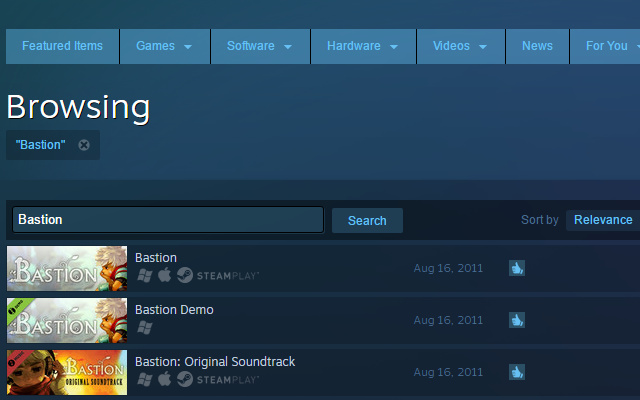 Featured Items Games Software Hardware Videos News For You
Browsing
"Bastion"
Bastion Search Sort by Relevance
BASTION Bastion
STEAMPLAY Aug 16, 2011
DEMO BASTION Bastion Demo
Aug 16, 2011
BASTION Bastion: Original Soundtrack
ORIGINAL SOUNDTRACK STEAMPLAY Aug 16, 2011